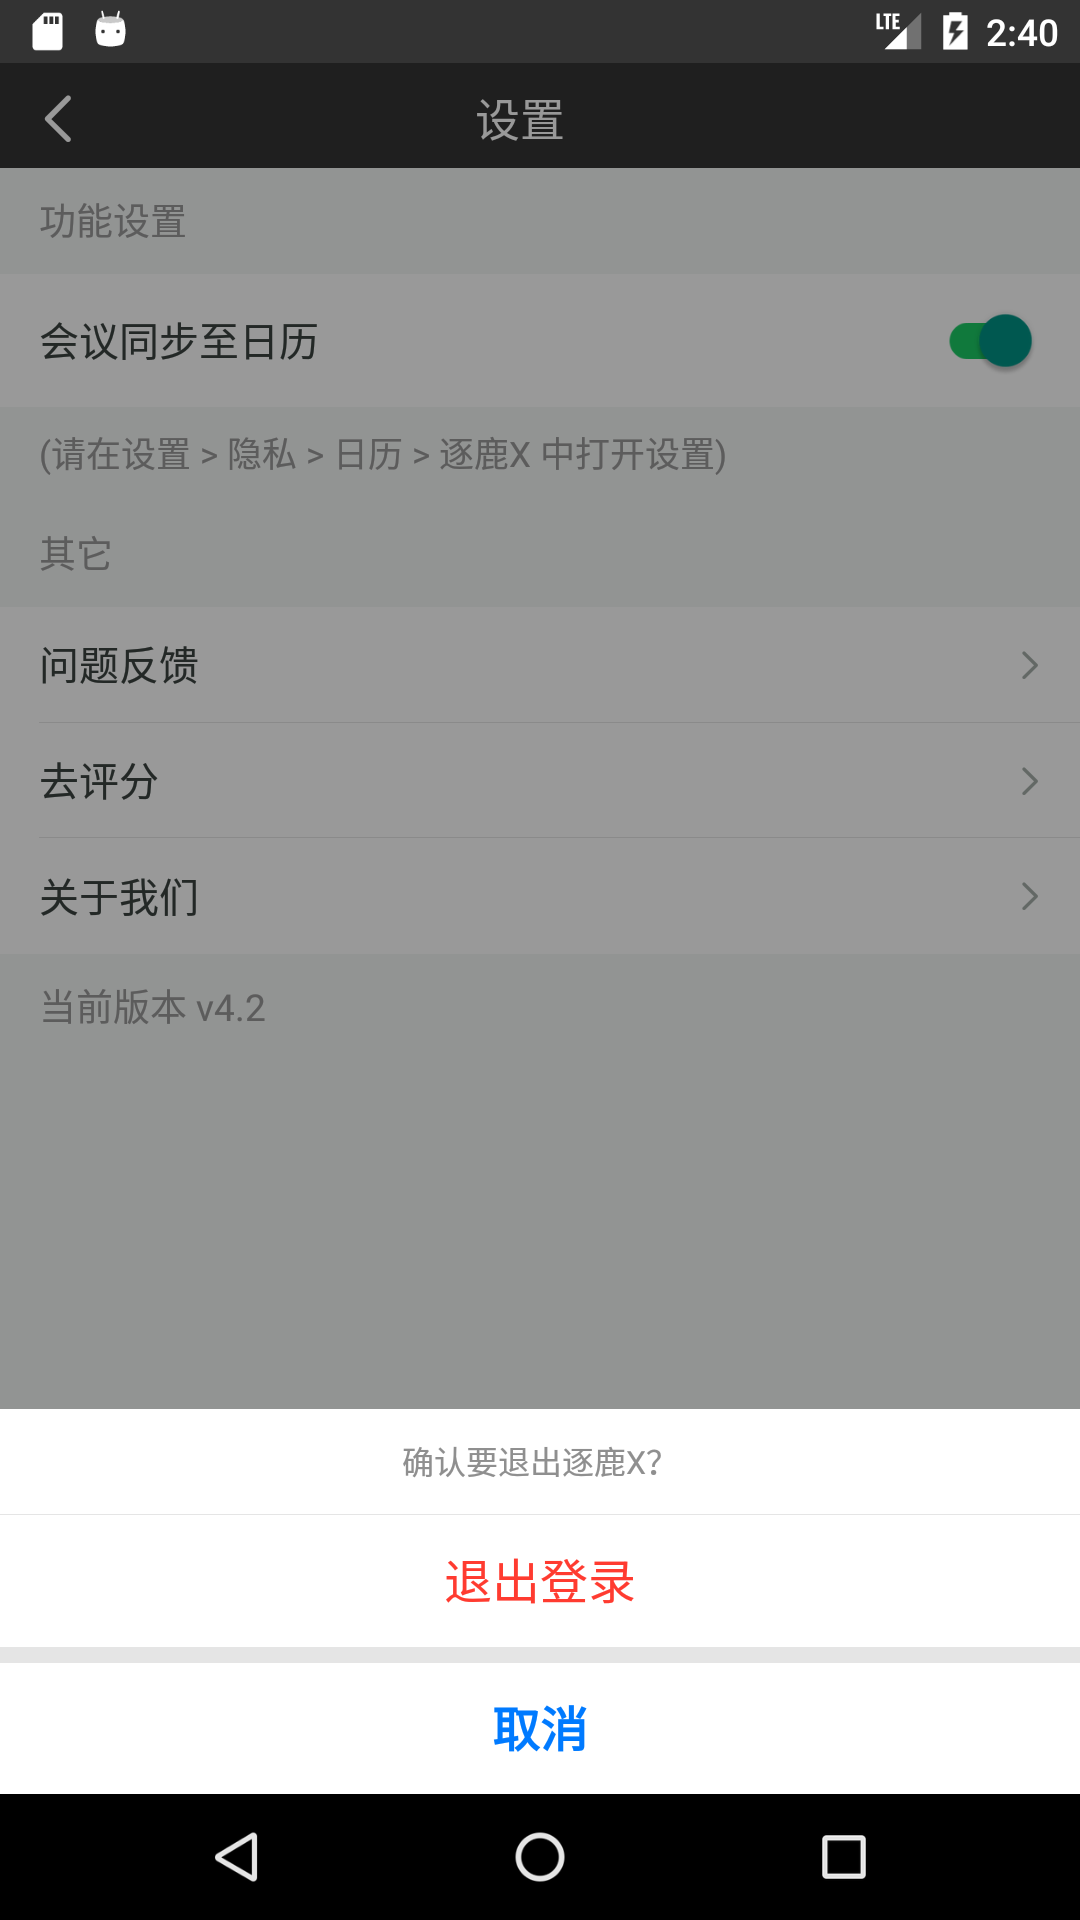 LTE 2:40
设置
功能设置
会议同步至日历
(请在设置 > 隐私 > 日历 > 逐鹿X 中打开设置)
其它
问题反馈
去评分
关于我们
当前版本 v4.2
确认要退出逐鹿X?
退出登录
取消